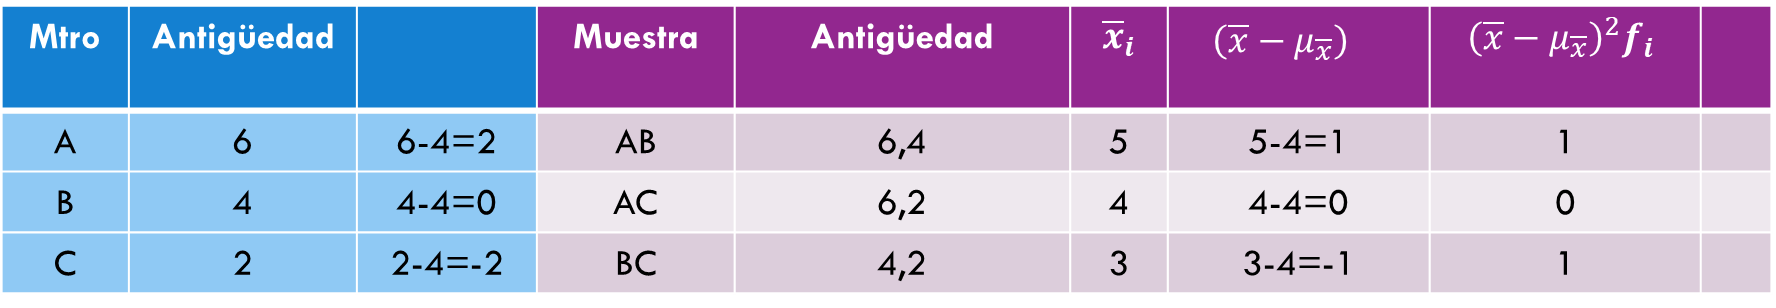 Mtro Antigüedad Muestra Antigüedad x̅ᵢ (x̅ − μₓ̅) (x̅ − μₓ̅)²fᵢ
A 6 6-4=2 AB 6,4 5 5-4=1 1
B 4 4-4=0 AC 6,2 4 4-4=0 0
C 2 2-4=-2 BC 4,2 3 3-4=-1 1